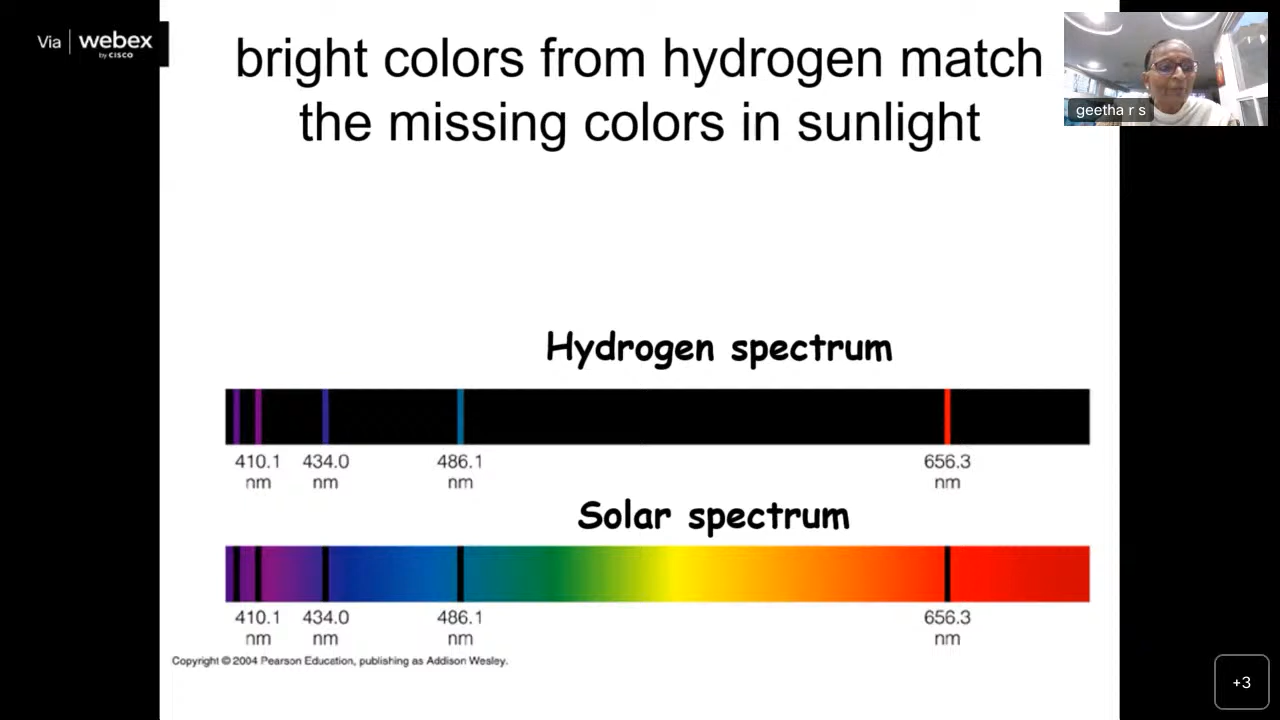 Via webex
by CISCO
bright colors from hydrogen match
the missing colors in sunlight
geetha r s
Hydrogen spectrum
410.1 434.0 486.1 656.3
nm nm nm nm
Solar spectrum
410.1 434.0 486.1 656.3
nm nm nm nm
Copyright © 2004 Pearson Education, publishing as Addison Wesley.
+3